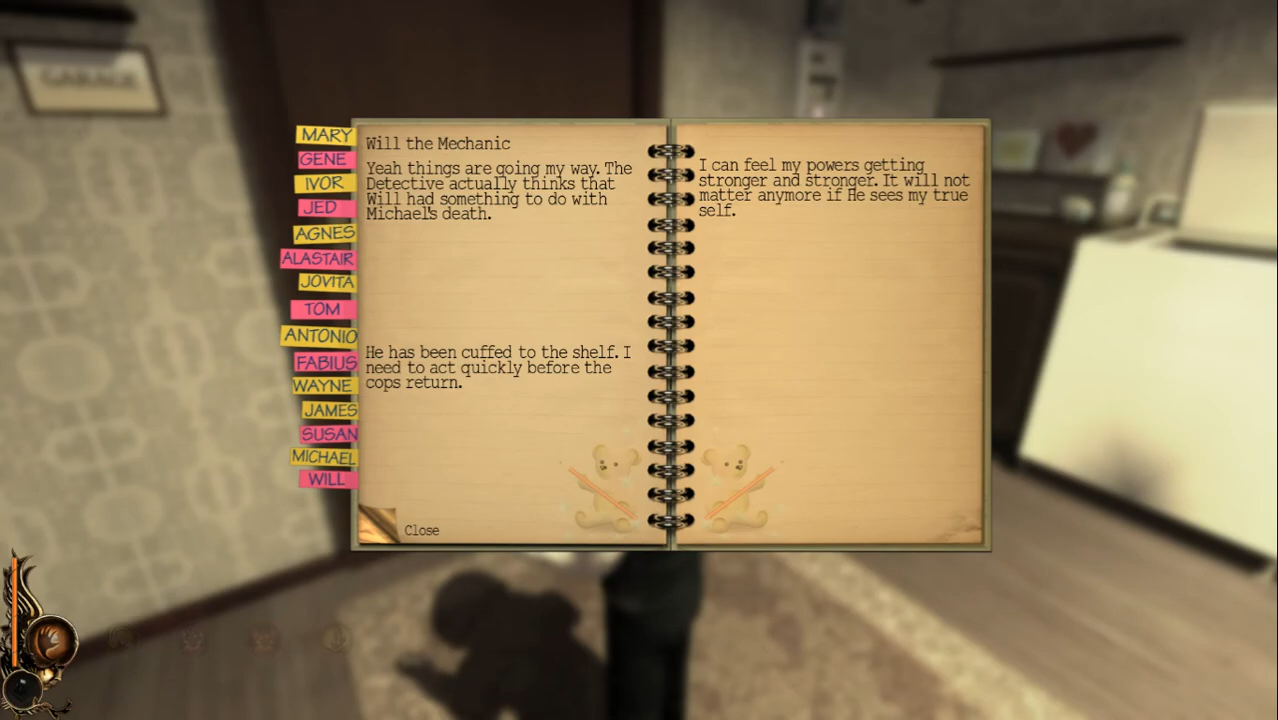 GARAGE
MARY
GENE
IVOR
JED
AGNES
ALASTAIR
JOVITA
TOM
ANTONIO
FABIUS
WAYNE
JAMES
SUSAN
MICHAEL
WILL
Will the Mechanic
Yeah things are going my way. The
Detective actually thinks that
Will had something to do with
Michael's death.
He has been cuffed to the shelf. I
need to act quickly before the
cops return.
Close
I can feel my powers getting
stronger and stronger. It will not
matter anymore if He sees my true
self.